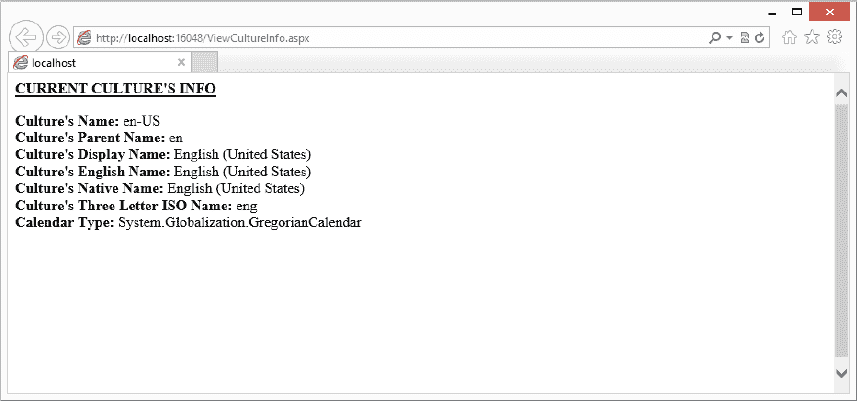 http://localhost:16048/ViewCultureInfo.aspx
localhost
CURRENT CULTURE'S INFO
Culture's Name: en-US
Culture's Parent Name: en
Culture's Display Name: English (United States)
Culture's English Name: English (United States)
Culture's Native Name: English (United States)
Culture's Three Letter ISO Name: eng
Calendar Type: System.Globalization.GregorianCalendar